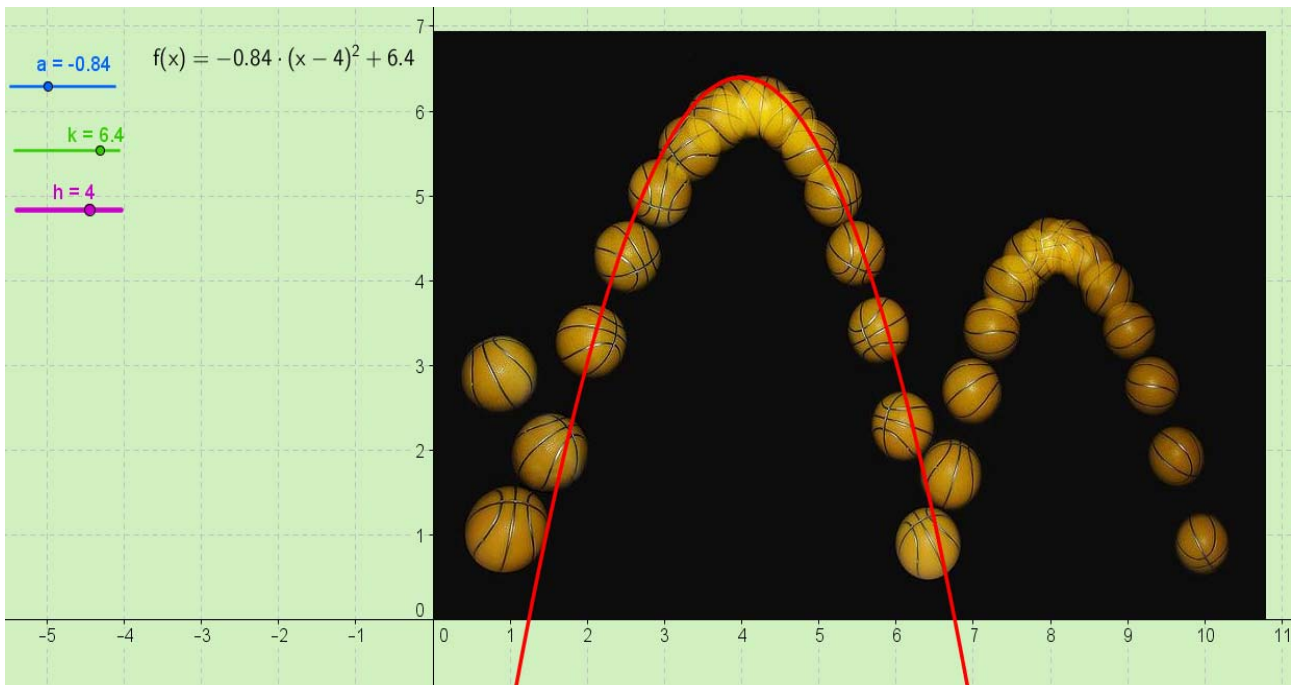 a = -0.84
f(x) = −0.84 · (x − 4)² + 6.4
k = 6.4
h = 4
7
6
5
4
3
2
1
0
-5 -4 -3 -2 -1 0 1 2 3 4 5 6 7 8 9 10 11